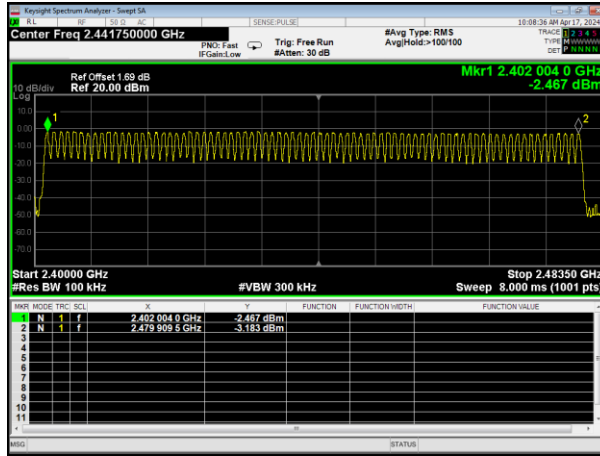 Keysight Spectrum Analyzer - Swept SA
RL RF 50 Ω AC SENSE:PULSE 10:08:36 AM Apr 17, 2024
Center Freq 2.441750000 GHz #Avg Type: RMS TRACE 1 2 3 4 5
PNO: Fast Trig: Free Run Avg|Hold:>100/100 TYPE M
IFGain:Low #Atten: 30 dB DET P N N N N
Mkr1 2.402 004 0 GHz
Ref Offset 1.69 dB
10 dB/div Ref 20.00 dBm -2.467 dBm
Log
10.0
1 2
0.00
-10.0
-20.0
-30.0
-40.0
-50.0
-60.0
-70.0
Start 2.40000 GHz Stop 2.48350 GHz
#Res BW 100 kHz #VBW 300 kHz Sweep 8.000 ms (1001 pts)
MKR MODE TRC SCL X Y FUNCTION FUNCTION WIDTH FUNCTION VALUE
1 N 1 f 2.402 004 0 GHz -2.467 dBm
2 N 1 f 2.479 909 5 GHz -3.183 dBm
3
4
5
6
7
8
9
10
11
MSG STATUS